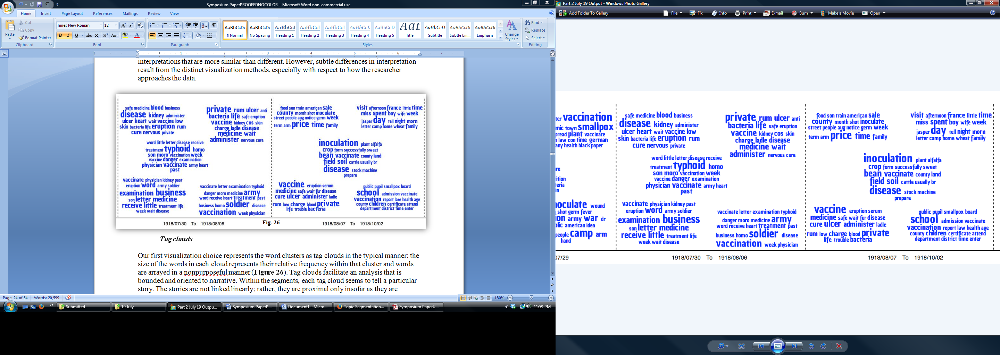 Symposium PaperPROOFEDNOCOLOR - Microsoft Word non-commercial use
Home Insert Page Layout References Mailings Review View
Paste
Cut
Copy
Format Painter
Clipboard
Times New Roman 12
Font
Paragraph
AaBbCcDc AaBbCcDc AaBbCcI AaBbCcI AaBbCcI AaBbCcL AaBbCcD AaB AaBbCcD AaBbCcDc AaBbCcDc
¶ Normal No Spacing Heading 1 Heading 2 Heading 3 Heading 4 Heading 5 Title Subtitle Subtle Em... Emphasis
Change Styles
Styles
Find
Replace
Select
Editing
interpretations that are more similar than different. However, subtle differences in interpretation
result from the distinct visualization methods, especially with respect to how the researcher
approaches the data.
safe medicine blood business
disease kidney administer
ulcer heart wait vaccine low
skin bacteria life eruption rum
cure nervous private
private rum ulcer anti
bacteria life safe eruption
vaccine kidney cos skin
charge ladle disease
medicine wait
administer nervous cure
word little letter disease receive
treatment typhoid homo
son moro vaccination week
vaccine danger examination
physician vaccinate army heart
past
vaccinate physician kidney past
eruption word army soldier
examination business
son letter medicine
receive little treatment life
week wait disease
vaccinate letter examination typhoid
danger moro medicine army
word receive heart treatment past
business homo soldier disease
vaccination week physician
food son train american sale
county month shot inoculate
street people aug notice germ week
term arm price time family
visit afternoon france little time
miss spent boy wife week
jasper day tell night morn
letter camp home wheat family
inoculation plant alfalfa
crop form successfully sweet
bean vaccinate county land
field soil cattle usually br
disease stock machine
prepare
vaccine eruption serum
medicine safe wait fur disease
cure ulcer administer ladle
rum low charge blood private
life trouble bacteria
public pupil smallpox board
school admission vaccinate
vaccination report law health age
county children certificate attend
department district time enter
1918/07/30 To 1918/08/06
Fig. 26
1918/08/07 To 1918/10/02
Tag clouds
Our first visualization choice represents the word clusters as tag clouds in the typical manner: the
size of the words in each cloud represents their relative frequency within that cluster and words
are arrayed in a nonpurposeful manner (Figure 26). Tag clouds facilitate an analysis that is
bounded and oriented to narrative. Within the segments, each tag cloud seems to tell a particular
story. The stories are not linked linearly; rather, they are proximal only insofar as they are
Page: 24 of 54 Words: 20,599 130%
Submitted 19 July Part 2 July 19 Outpu... Symposium PaperP... Document1 - Micro... Topic Segmentation... Symposium PaperU... 11:59 PM
Part 2 July 19 Output - Windows Photo Gallery
Add Folder To Gallery File Fix Info Print E-mail Burn Make a Movie Open
ter vaccination
mic town smallpox
pread plant vaccinate
law con time german
any health black paper
noculate wound
shot germ fever
army war dr
american idea
people camp arm
hand
safe medicine blood business
disease kidney administer
ulcer heart wait vaccine low
skin bacteria life eruption rum
cure nervous private
private rum ulcer anti
bacteria life safe eruption
vaccine kidney cos skin
charge ladle disease
medicine wait
administer nervous cure
word little letter disease receive
treatment typhoid homo
son moro vaccination week
vaccine danger examination
physician vaccinate army heart
past
vaccinate physician kidney past
eruption word army soldier
examination business
son letter medicine
receive little treatment life
week wait disease
vaccinate letter examination typhoid
danger moro medicine army
word receive heart treatment past
business homo soldier disease
vaccination week physician
food son train american sale
county month shot inoculate
street people aug notice germ week
term arm price time family
visit afternoon france little time
miss spent boy wife week
jasper day tell night morn
letter camp home wheat family
inoculation plant alfalfa
crop form successfully sweet
bean vaccinate county land
field soil cattle usually br
disease stock machine
prepare
vaccine eruption serum
medicine safe wait fur disease
cure ulcer administer ladle
rum low charge blood private
life trouble bacteria
public pupil smallpox board
school admission vaccinate
vaccination report law health age
county children certificate attend
department district time enter
07/29
1918/07/30 To 1918/08/06
1918/08/07 To 1918/10/02